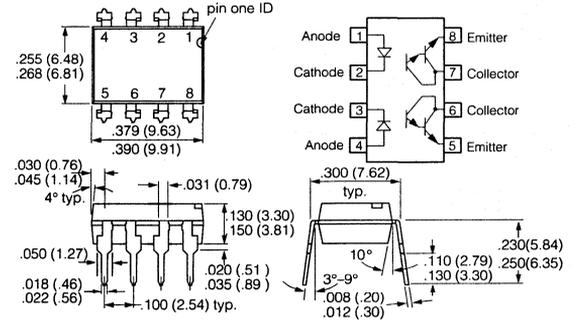 pin one ID
4 3 2 1
5 6 7 8
.255 (6.48)
.268 (6.81)
.379 (9.63)
.390 (9.91)
Anode 1
Cathode 2
Cathode 3
Anode 4
8 Emitter
7 Collector
6 Collector
5 Emitter
.030 (0.76)
.045 (1.14)
4° typ.
.031 (0.79)
.130 (3.30)
150 (3.81)
.050 (1.27)
.020 (.51 )
.035 (.89 )
.018 (.46)
.022 (.56)
.100 (2.54) typ.
.300 (7.62)
typ.
10°
3°–9°
.008 (.20)
.012 (.30)
.110 (2.79)
.130 (3.30)
.230(5.84)
.250(6.35)